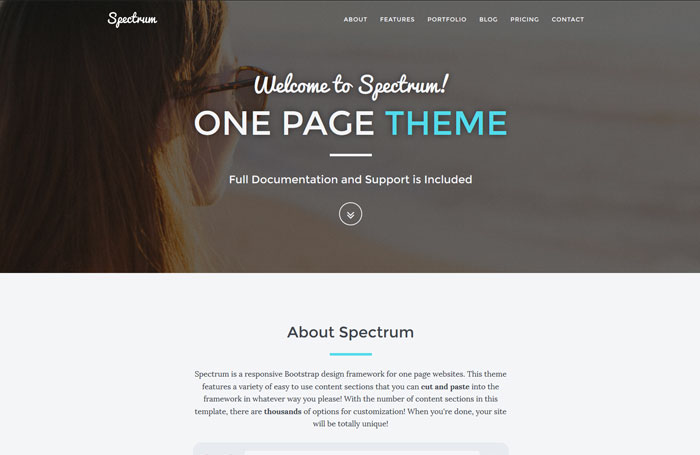 Spectrum
ABOUT FEATURES PORTFOLIO BLOG PRICING CONTACT
Welcome to Spectrum!
ONE PAGE THEME
Full Documentation and Support is Included
About Spectrum
Spectrum is a responsive Bootstrap design framework for one page websites. This theme
features a variety of easy to use content sections that you can cut and paste into the
framework in whatever way you please! With the number of content sections in this
template, there are thousands of options for customization! When you're done, your site
will be totally unique!